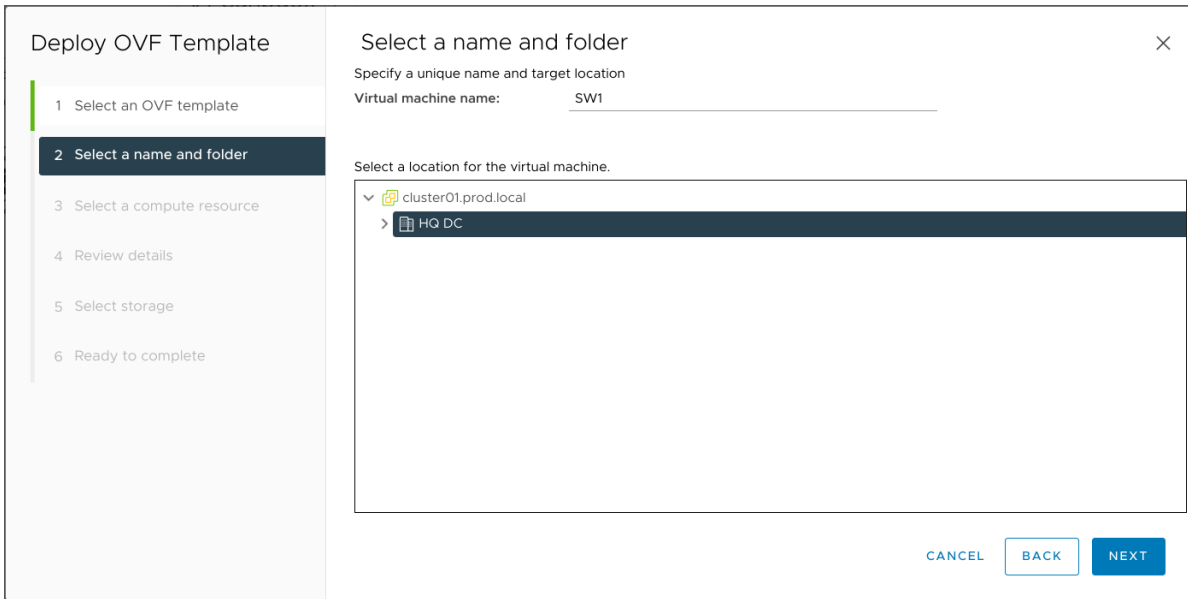 Deploy OVF Template
1 Select an OVF template
2 Select a name and folder
3 Select a compute resource
4 Review details
5 Select storage
6 Ready to complete
Select a name and folder
Specify a unique name and target location
Virtual machine name: SW1
Select a location for the virtual machine.
cluster01.prod.local
HQ DC
CANCEL BACK NEXT